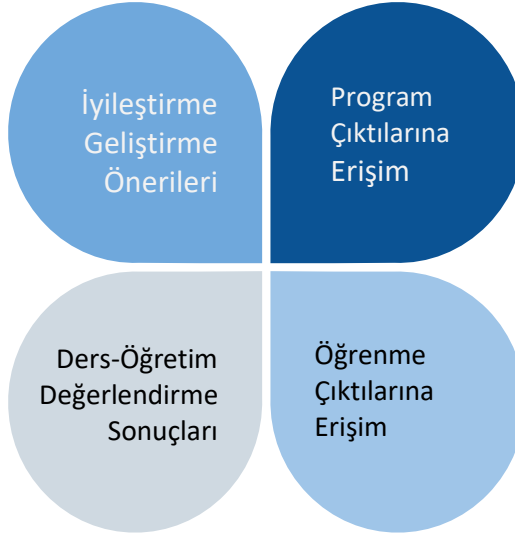 İyileştirme
Geliştirme
Önerileri
Program
Çıktılarına
Erişim
Ders-Öğretim
Değerlendirme
Sonuçları
Öğrenme
Çıktılarına
Erişim